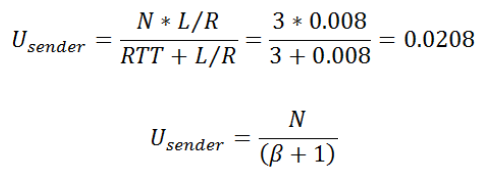 U_sender = (N * L/R)/(RTT + L/R) = (3 * 0.008)/(3 + 0.008) = 0.0208
U_sender = N/(β + 1)